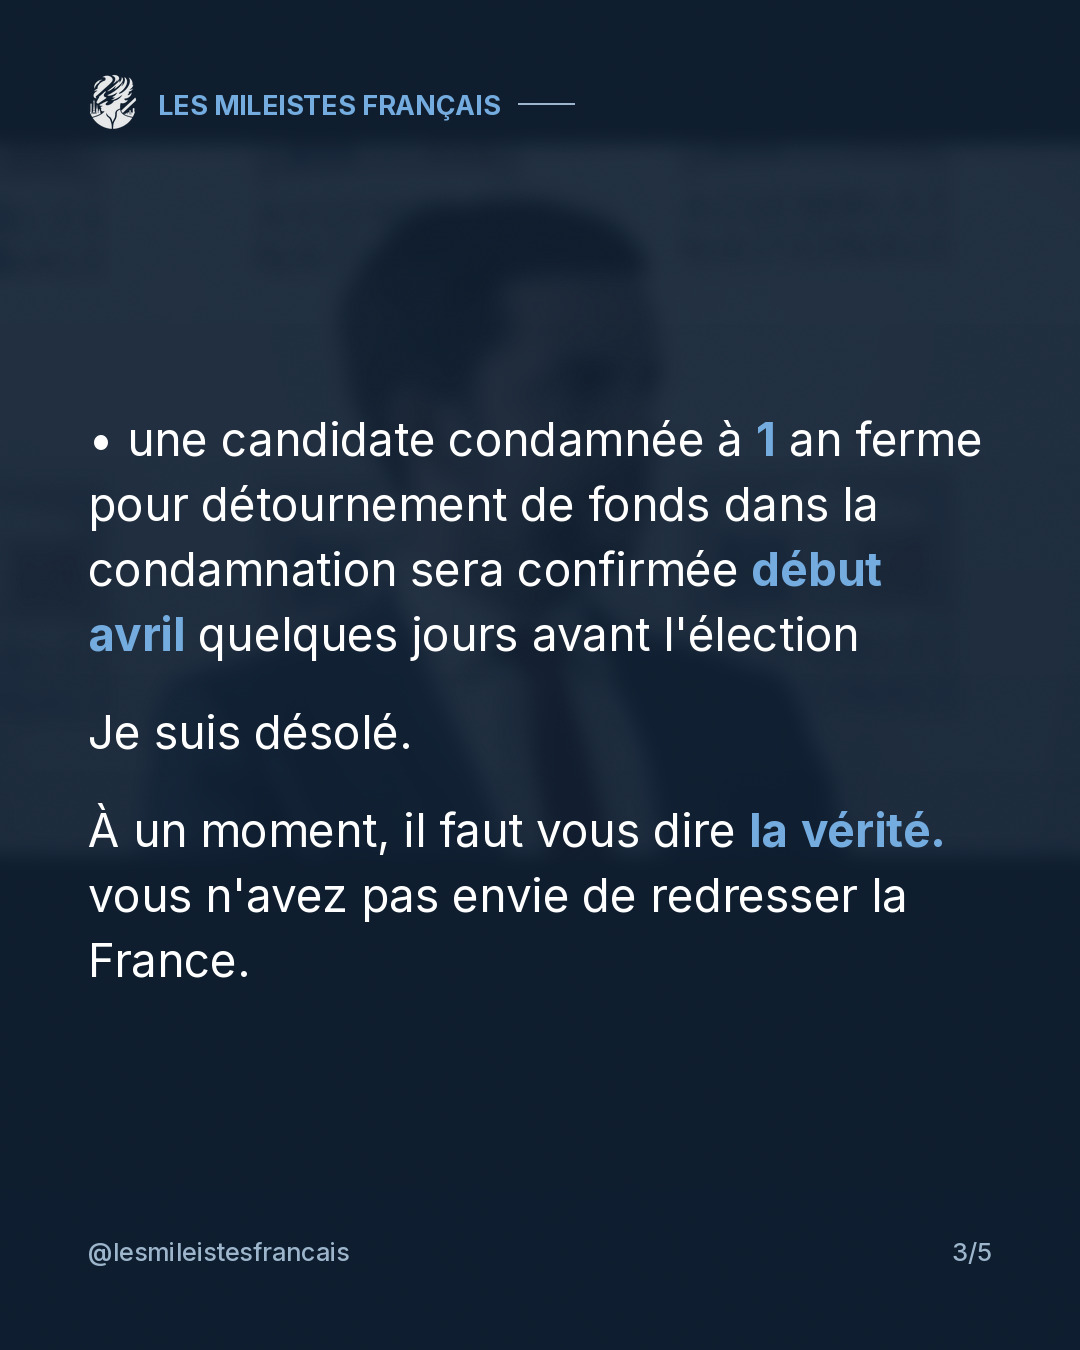 LES MILEISTES FRANÇAIS
• une candidate condamnée à 1 an ferme
pour détournement de fonds dans la
condamnation sera confirmée début
avril quelques jours avant l'élection
Je suis désolé.
À un moment, il faut vous dire la vérité.
vous n'avez pas envie de redresser la
France.
@lesmileistesfrancais
3/5